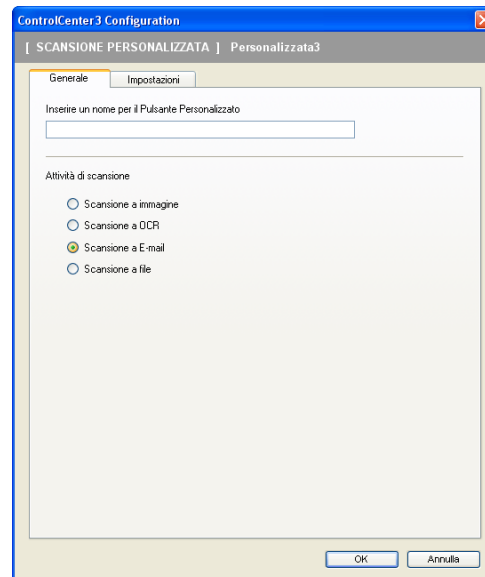 ControlCenter3 Configuration
[ SCANSIONE PERSONALIZZATA ] Personalizzata3
Generale Impostazioni
Inserire un nome per il Pulsante Personalizzato
Attività di scansione
Scansione a immagine
Scansione a OCR
Scansione a E-mail
Scansione a file
OK Annulla